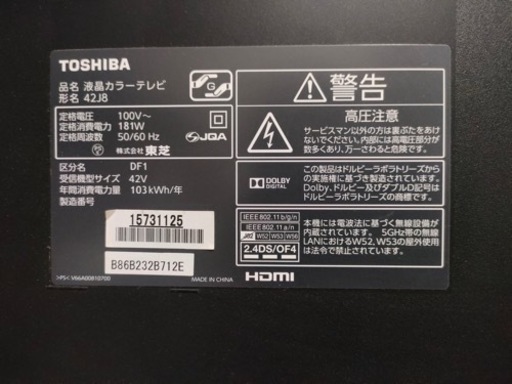 TOSHIBA
品名 液晶カラーテレビ
形名 42J8
定格電圧 : 100V～
定格消費電力 : 181W
定格周波数 : 50/60 Hz
JQA
株式会社 東芝
区分名 : DF1
受信機型サイズ : 42V
年間消費電力量 : 103kWh/年
製造番号 :
15731125
B86B232B712E
>PS< V66A00810700
MADE IN CHINA
警告
高圧注意
サービスマン以外の方は裏ぶたをあけ
ないでください。内部には高電圧部分が
数多くあり、万一さわると危険です。
DOLBY
DIGITAL
この製品はドルビーラボラトリーズからの
実施権に基づき製造されています。
Dolby、ドルビー及びダブルD記号は
ドルビーラボラトリーズの商標です。
IEEE802.11b/g/n
IEEE802.11a/n
W52 W53 W56
2.4DS/OF4
本機には電波法に基づく無線設備が
内蔵されています。 5GHz帯の無線
LANにおけるW52, W53の屋外使用
は法令で禁止されています。
HDMI